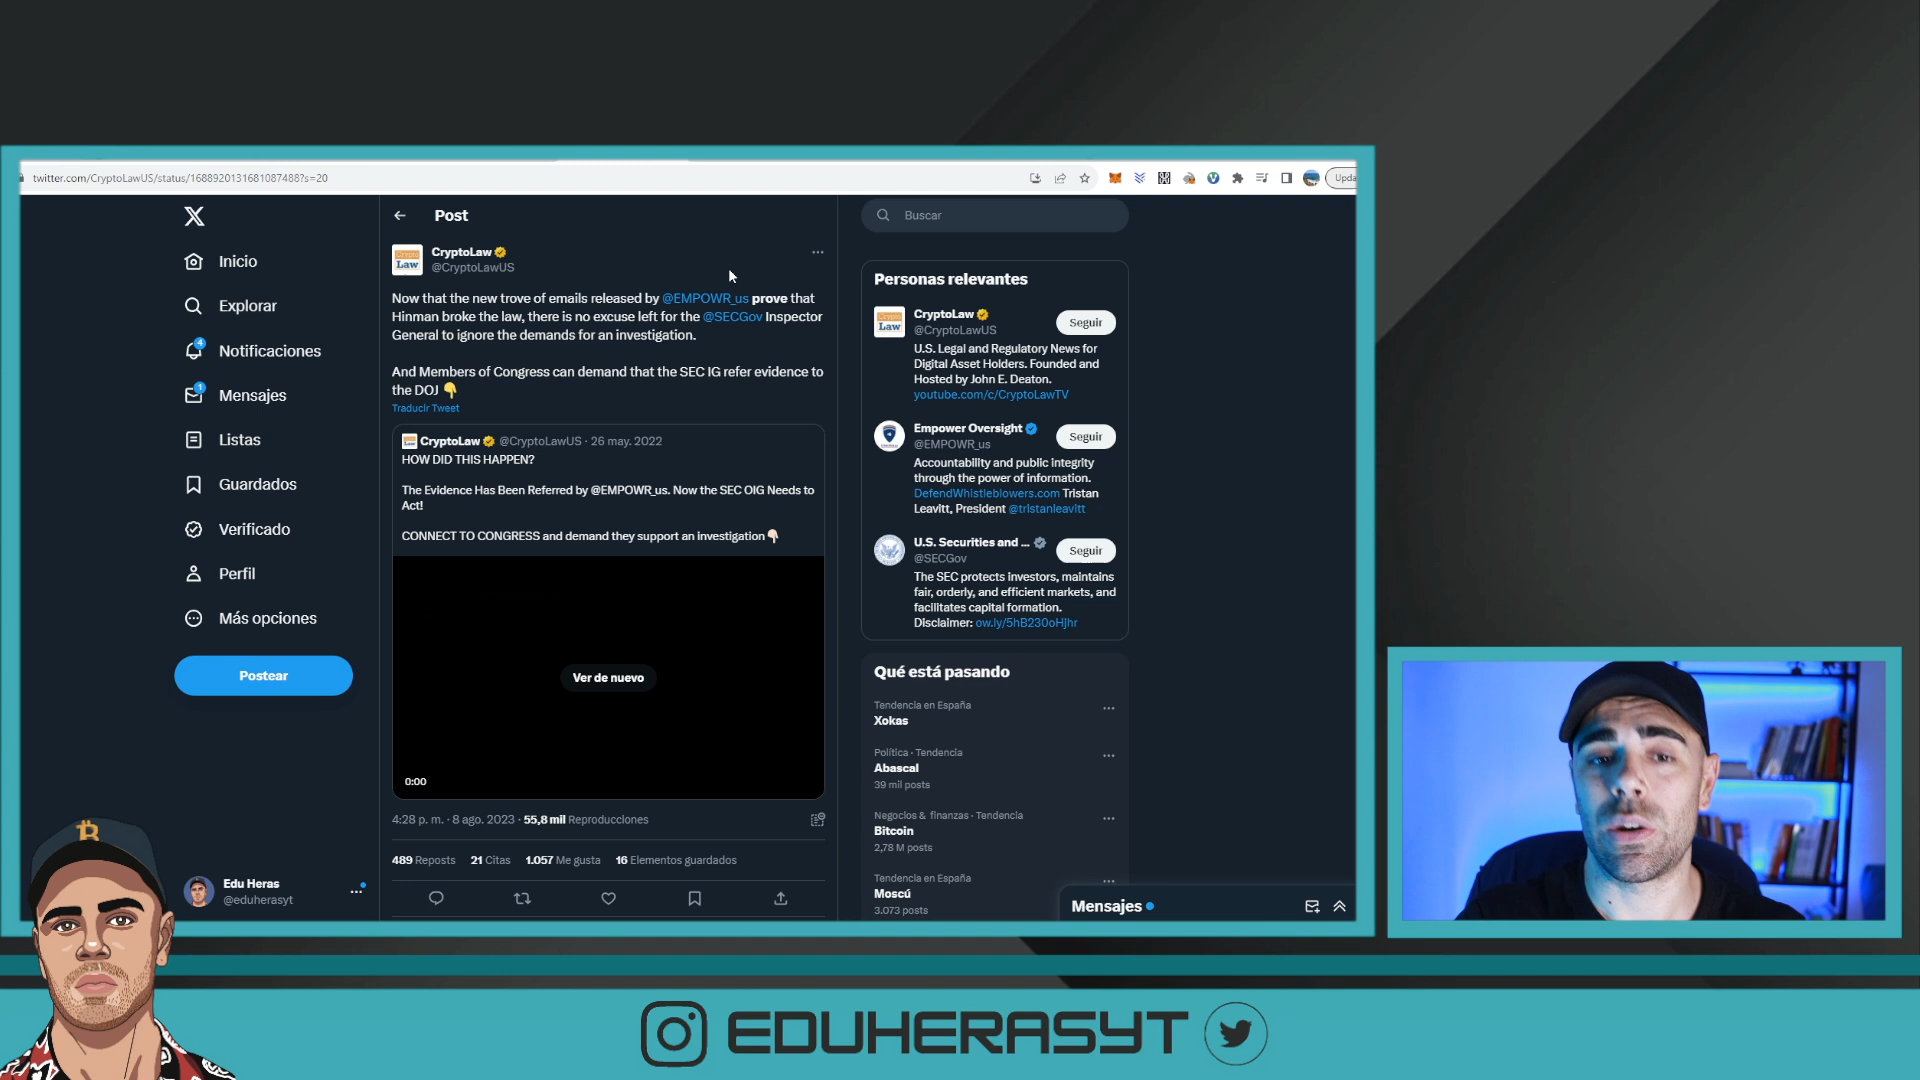 twitter.com/CryptoLawUS/status/1688920131681087488?s=20
Upda
Inicio
Explorar
4
Notificaciones
1
Mensajes
Listas
Guardados
Verificado
Perfil
Más opciones
Postear
Edu Heras
@eduherasyt
Post
CryptoLaw
@CryptoLawUS
Now that the new trove of emails released by @EMPOWR_us prove that
Hinman broke the law, there is no excuse left for the @SECGov Inspector
General to ignore the demands for an investigation.
And Members of Congress can demand that the SEC IG refer evidence to
the DOJ 👇
Traducir Tweet
CryptoLaw @CryptoLawUS · 26 may. 2022
HOW DID THIS HAPPEN?
The Evidence Has Been Referred by @EMPOWR_us. Now the SEC OIG Needs to
Act!
CONNECT TO CONGRESS and demand they support an investigation👇🏻
Ver de nuevo
0:00
4:28 p. m. · 8 ago. 2023 · 55,8 mil Reproducciones
489 Reposts 21 Citas 1.057 Me gusta 16 Elementos guardados
Buscar
Personas relevantes
Crypto
Law
CryptoLaw
@CryptoLawUS
Seguir
U.S. Legal and Regulatory News for
Digital Asset Holders. Founded and
Hosted by John E. Deaton.
youtube.com/c/CryptoLawTV
Empower Oversight
@EMPOWR_us
Seguir
Accountability and public integrity
through the power of information.
DefendWhistleblowers.com Tristan
Leavitt, President @tristanleavitt
U.S. Securities and ...
@SECGov
Seguir
The SEC protects investors, maintains
fair, orderly, and efficient markets, and
facilitates capital formation.
Disclaimer: ow.ly/5hB230oHjhr
Qué está pasando
Tendencia en España
Xokas
Política · Tendencia
Abascal
39 mil posts
Negocios & finanzas · Tendencia
Bitcoin
2,78 M posts
Tendencia en España
Moscú
3.073 posts
Mensajes
EDUHERASYT